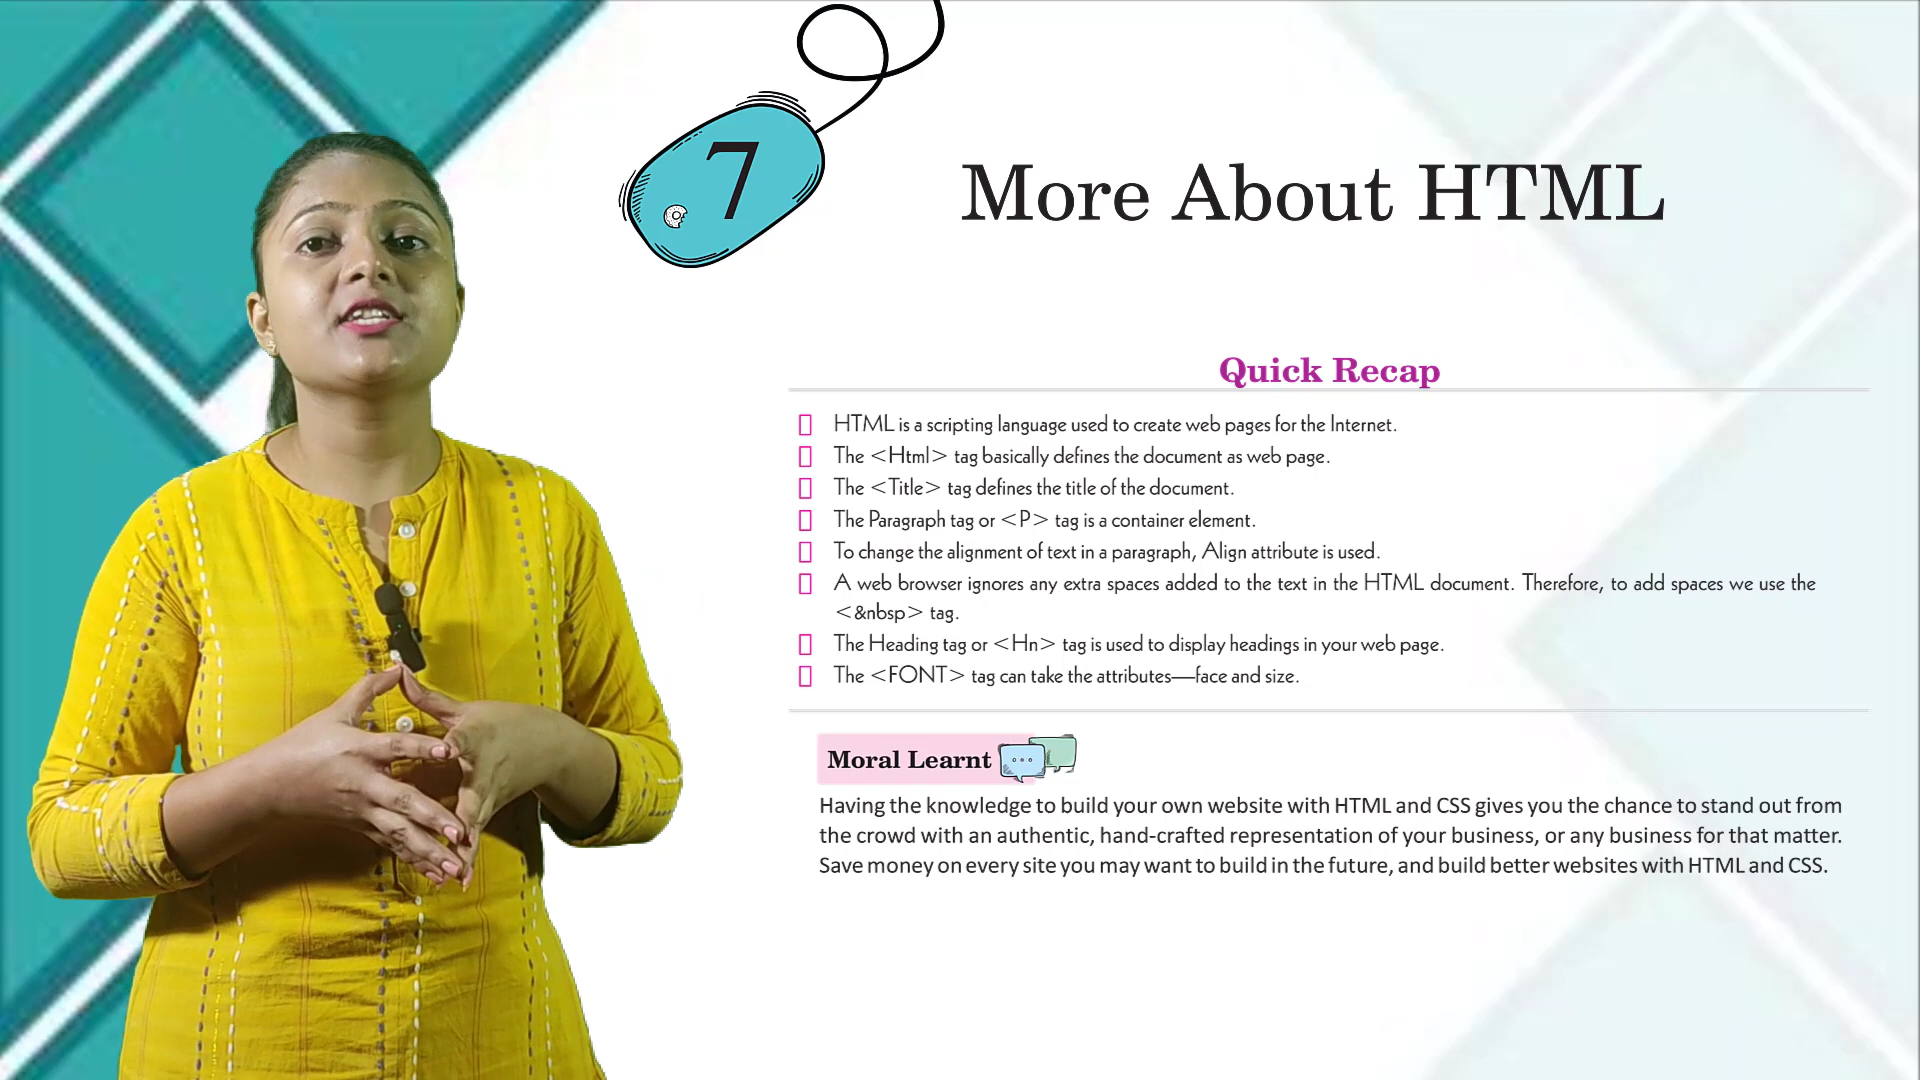 7
More About HTML
Quick Recap
HTML is a scripting language used to create web pages for the Internet.
The <Html> tag basically defines the document as web page.
The <Title> tag defines the title of the document.
The Paragraph tag or <P> tag is a container element.
To change the alignment of text in a paragraph, Align attribute is used.
A web browser ignores any extra spaces added to the text in the HTML document. Therefore, to add spaces we use the
<&nbsp> tag.
The Heading tag or <Hn> tag is used to display headings in your web page.
The <FONT> tag can take the attributes—face and size.
Moral Learnt
Having the knowledge to build your own website with HTML and CSS gives you the chance to stand out from
the crowd with an authentic, hand-crafted representation of your business, or any business for that matter.
Save money on every site you may want to build in the future, and build better websites with HTML and CSS.